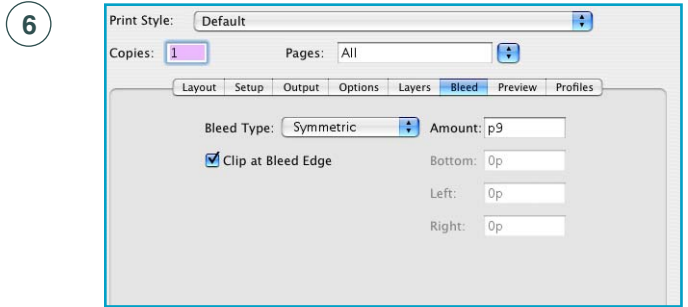 6
Print Style: Default
Copies: 1 Pages: All
Layout Setup Output Options Layers Bleed Preview Profiles
Bleed Type: Symmetric Amount: p9
Clip at Bleed Edge Bottom: 0p
Left: 0p
Right: 0p